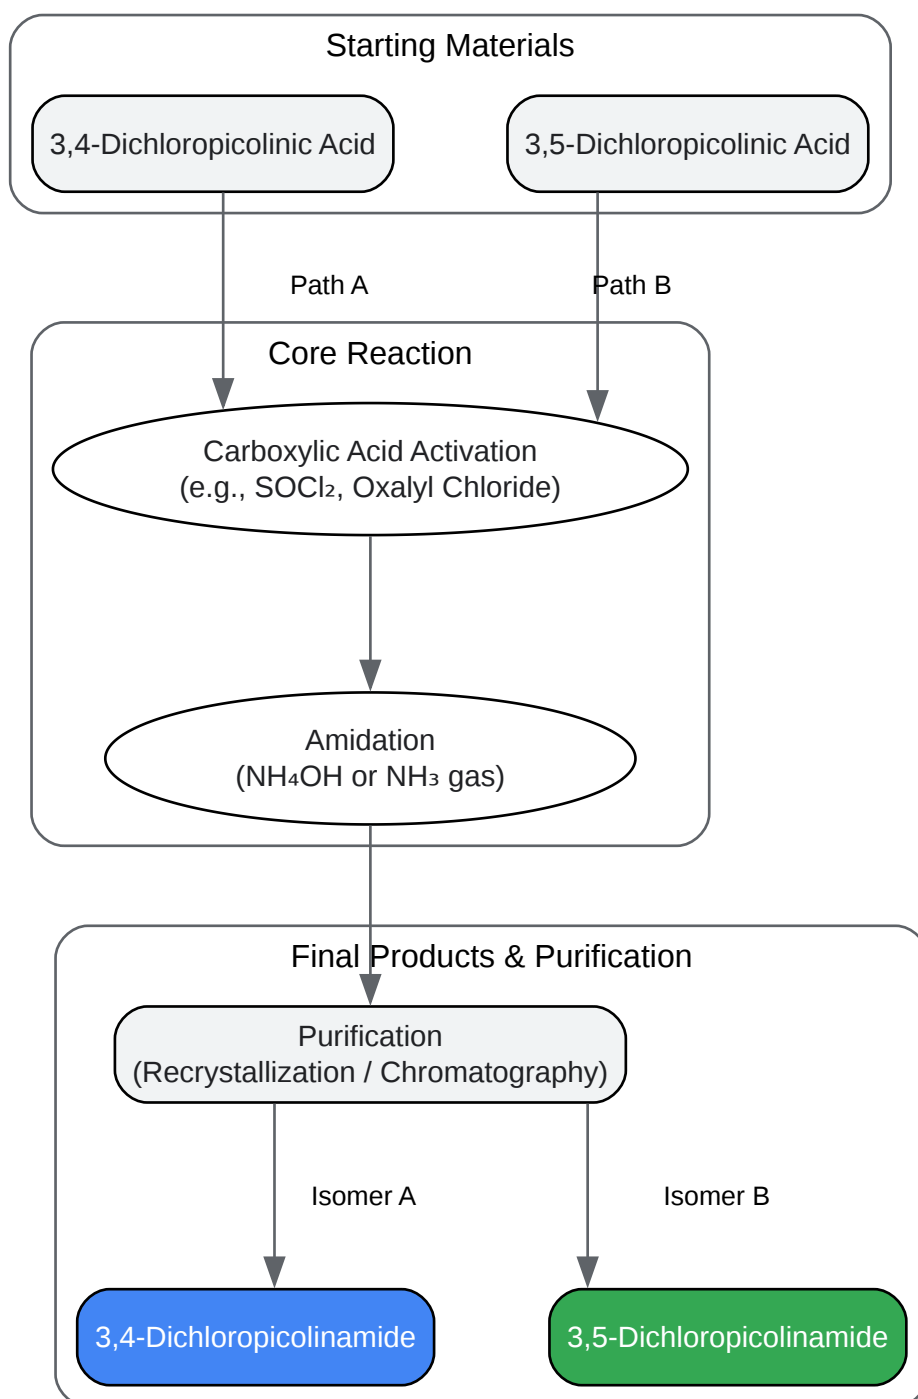 Starting Materials
3,4-Dichloropicolinic Acid
3,5-Dichloropicolinic Acid
Path A
Path B
Core Reaction
Carboxylic Acid Activation
(e.g., SOCl₂, Oxalyl Chloride)
Amidation
(NH₄OH or NH₃ gas)
Final Products & Purification
Purification
(Recrystallization / Chromatography)
Isomer A
Isomer B
3,4-Dichloropicolinamide
3,5-Dichloropicolinamide